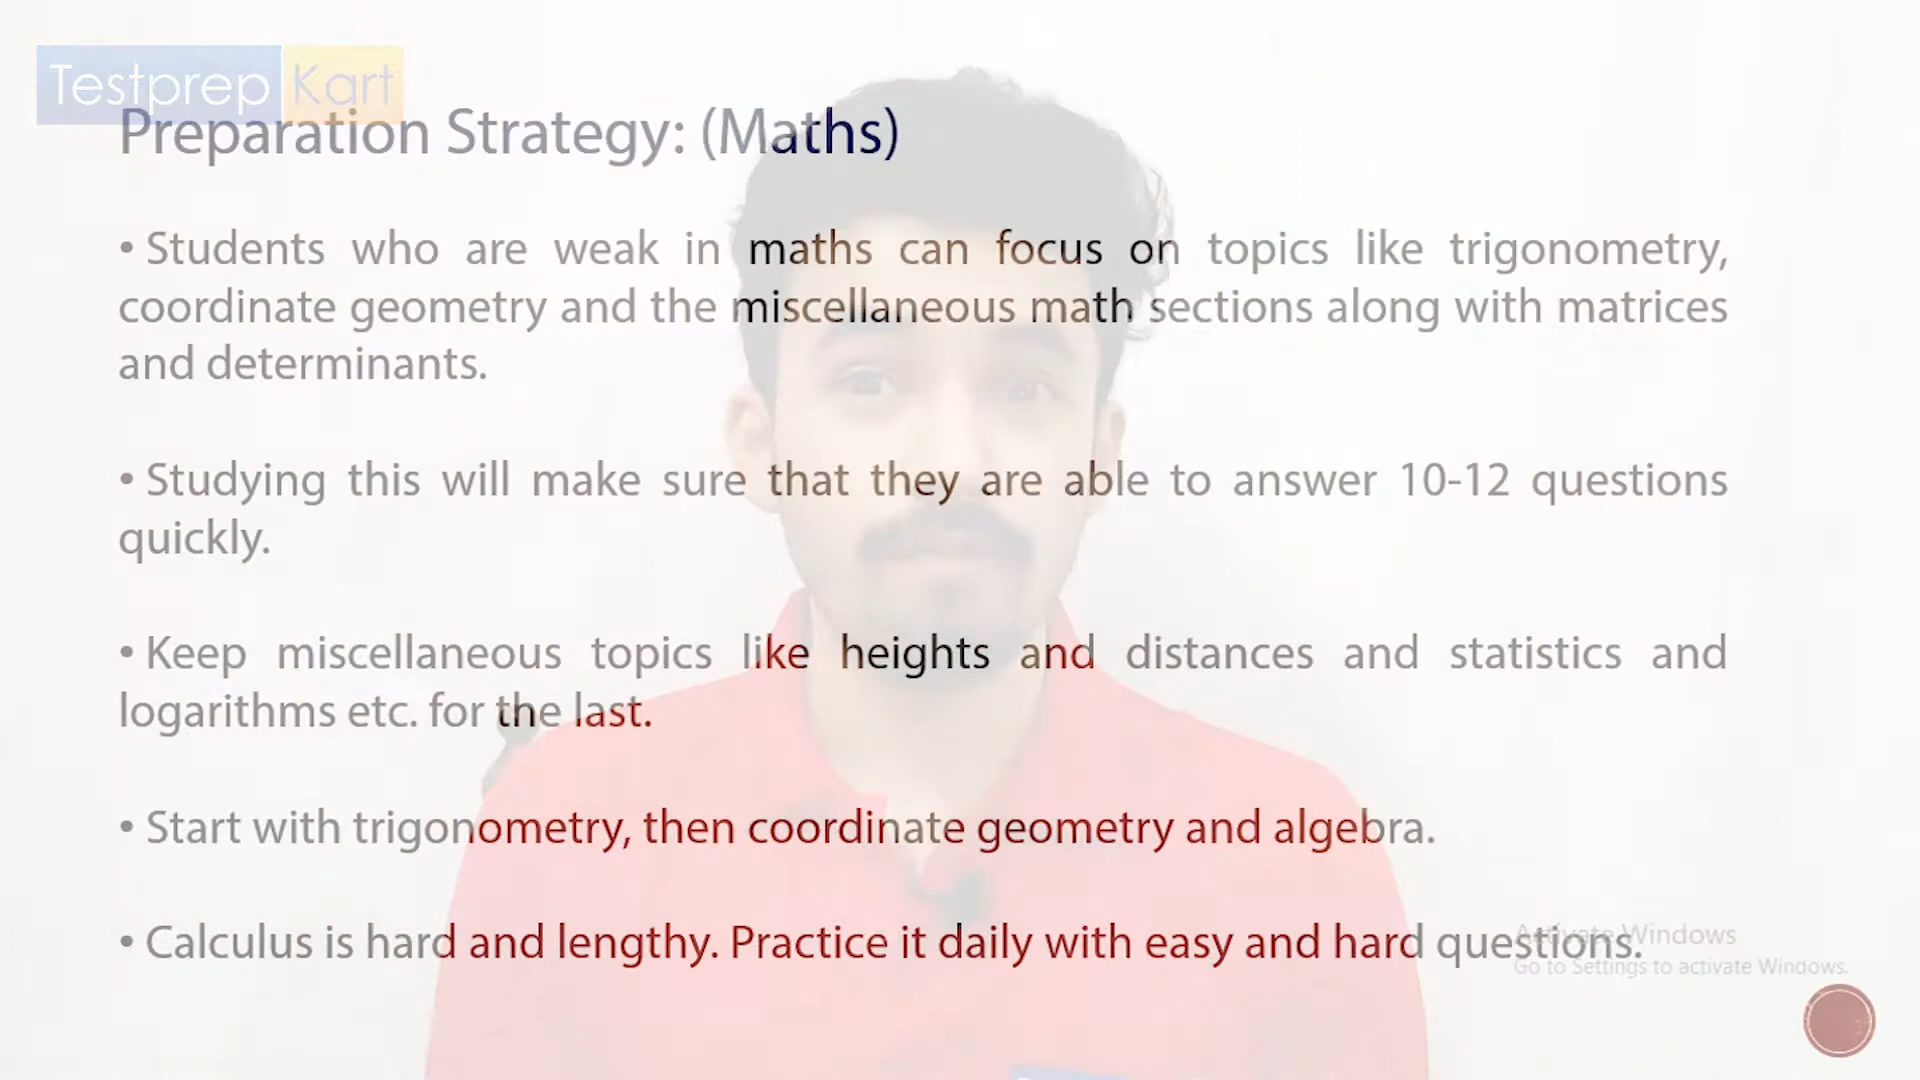 Testprep Kart
Preparation Strategy: (Maths)
• Students who are weak in maths can focus on topics like trigonometry,
coordinate geometry and the miscellaneous math sections along with matrices
and determinants.
• Studying this will make sure that they are able to answer 10-12 questions
quickly.
• Keep miscellaneous topics like heights and distances and statistics and
logarithms etc. for the last.
• Start with trigonometry, then coordinate geometry and algebra.
• Calculus is hard and lengthy. Practice it daily with easy and hard questions.
Activate Windows
Go to Settings to activate Windows.